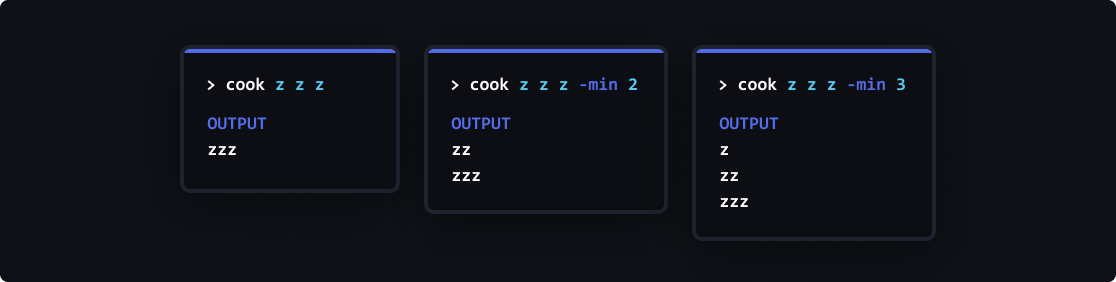 > cook z z z
OUTPUT
zzz
> cook z z z -min 2
OUTPUT
zz
zzz
> cook z z z -min 3
OUTPUT
z
zz
zzz